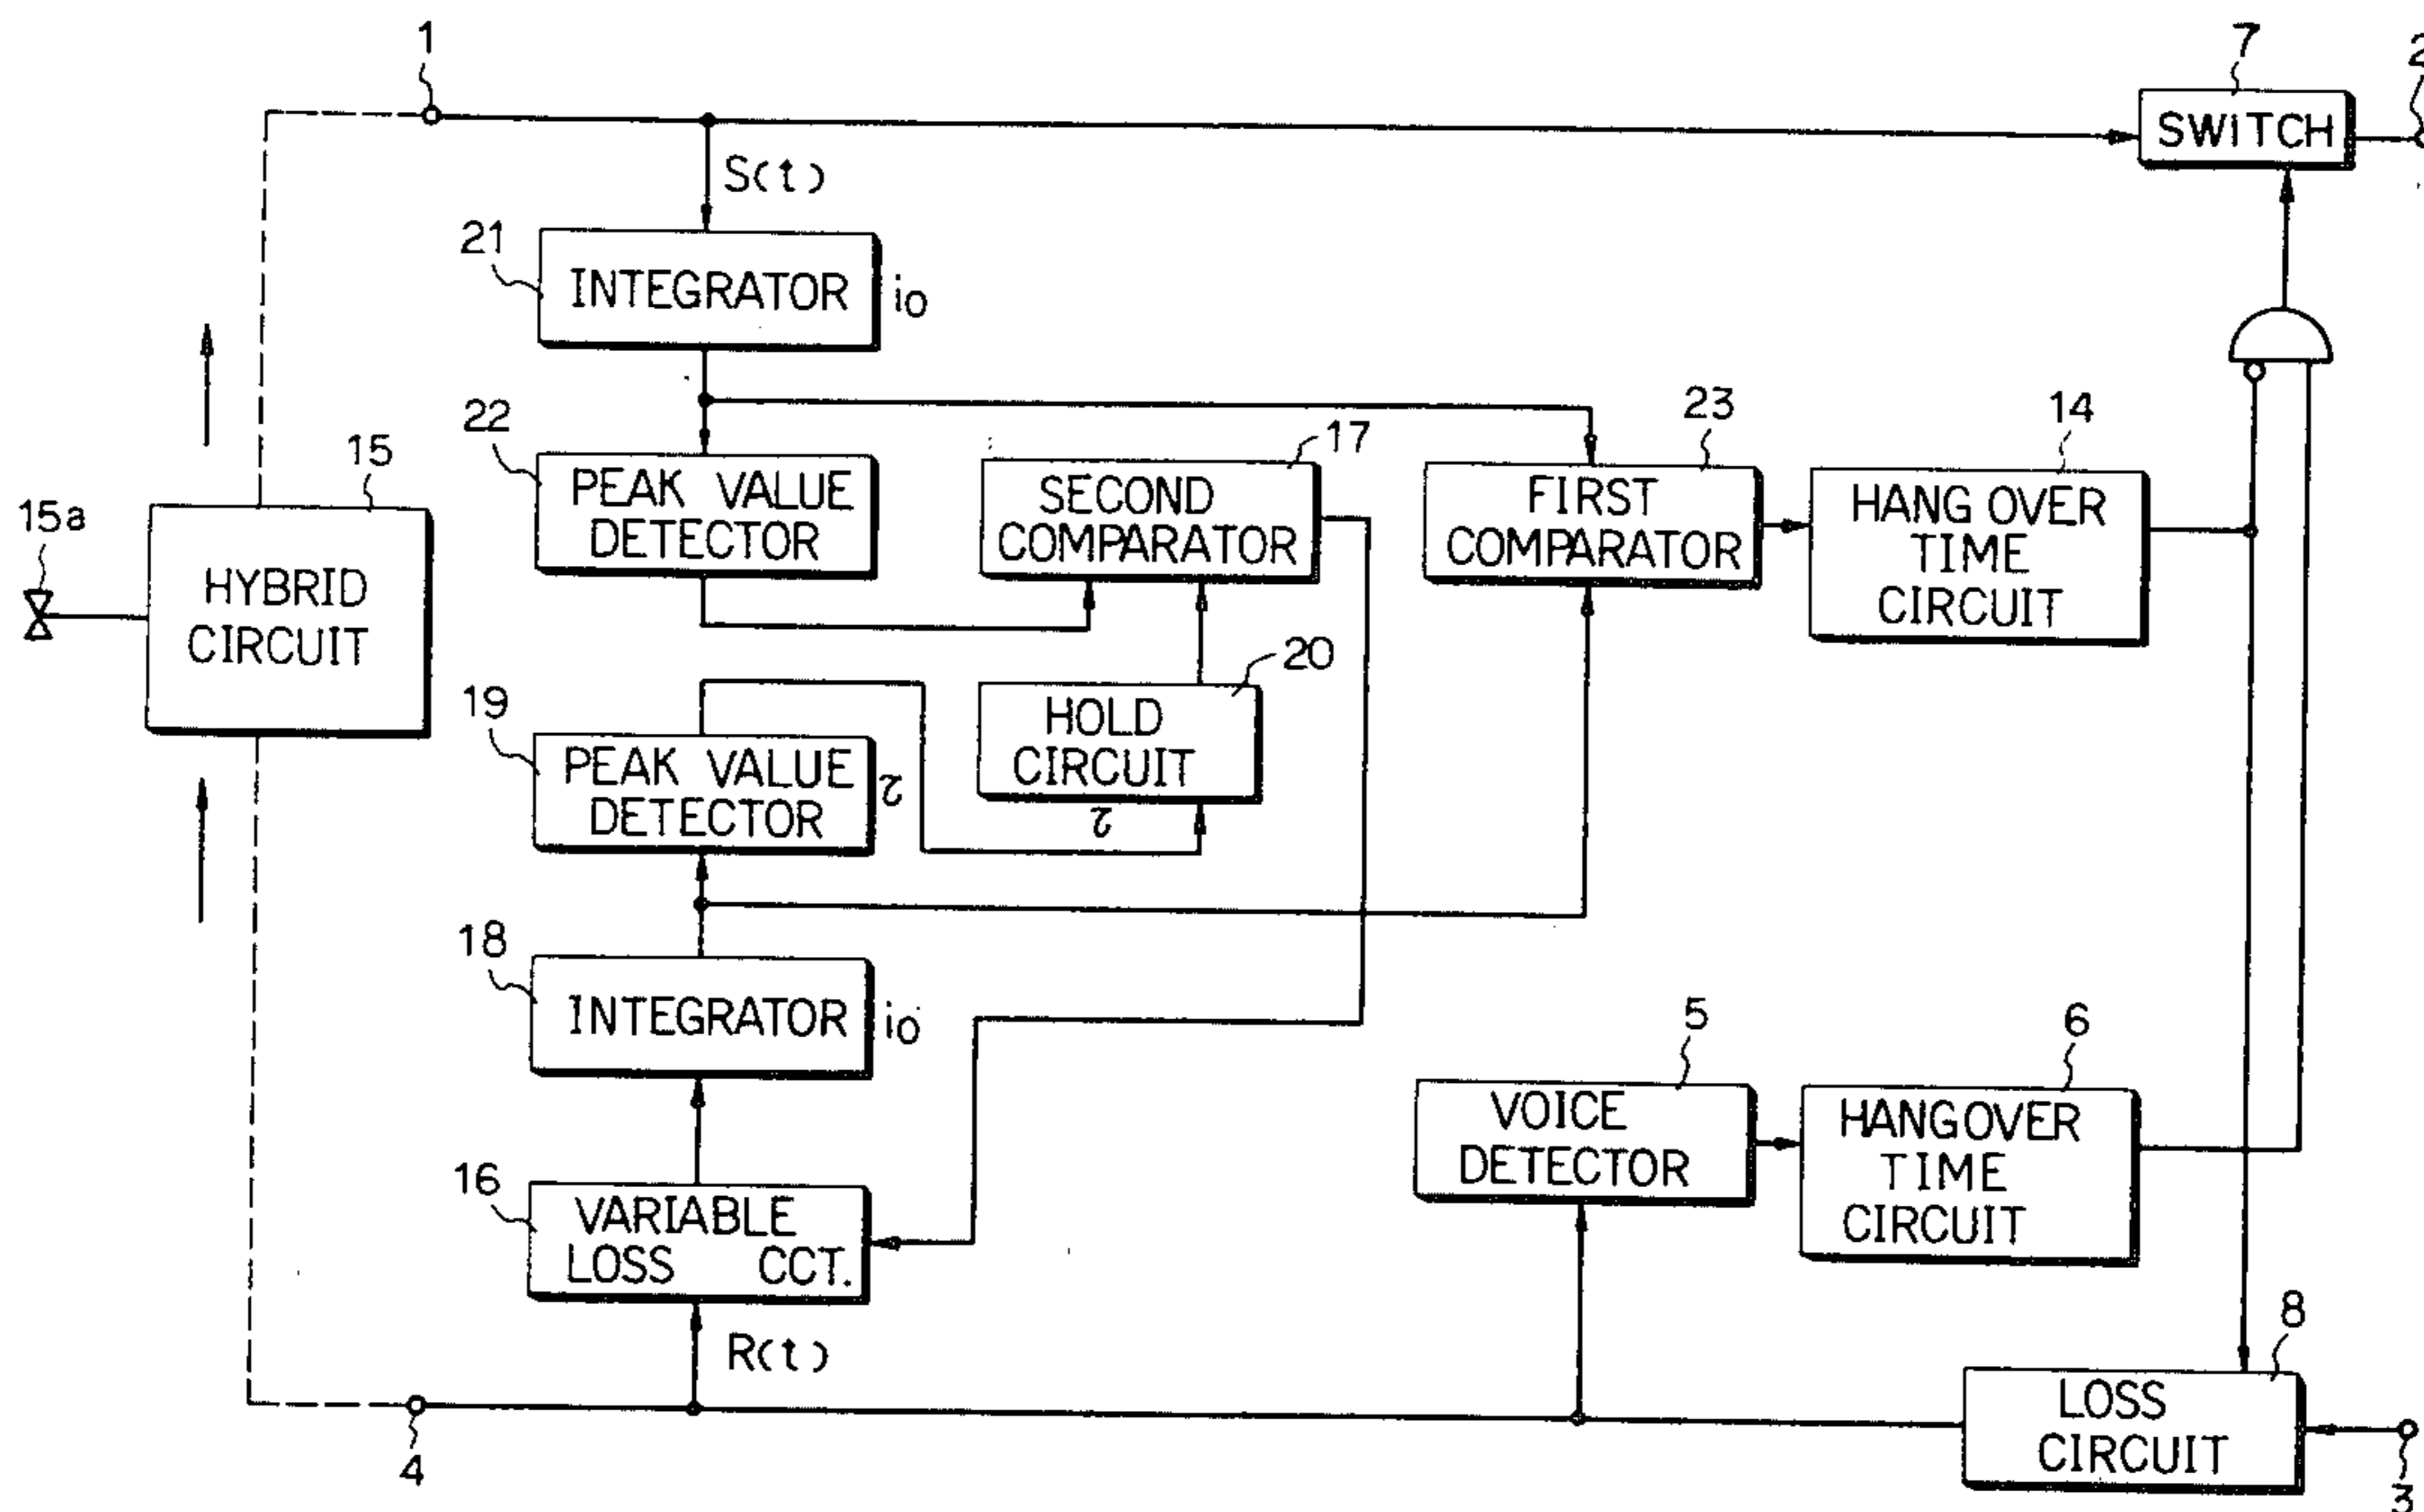 1
7
2
SWITCH
S(t)
21
INTEGRATOR
i0
22
PEAK VALUE
DETECTOR
17
SECOND
COMPARATOR
23
FIRST
COMPARATOR
14
HANG OVER
TIME
CIRCUIT
15
15a
HYBRID
CIRCUIT
20
HOLD
CIRCUIT
19
PEAK VALUE
DETECTOR
18
INTEGRATOR
i0
5
VOICE
DETECTOR
6
HANGOVER
TIME
CIRCUIT
16
VARIABLE
LOSS CCT.
R(t)
8
LOSS
CIRCUIT
4
3